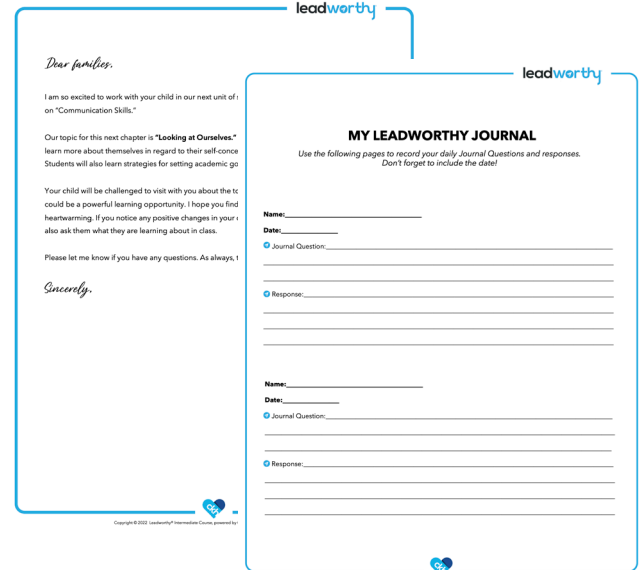 leadworthy
Dear families,
I am so excited to work with your child in our next unit of
on "Communication Skills."
Our topic for this next chapter is "Looking at Ourselves."
learn more about themselves in regard to their self-conce
Students will also learn strategies for setting academic go
Your child will be challenged to visit with you about the to
could be a powerful learning opportunity. I hope you find
heartwarming. If you notice any positive changes in your
also ask them what they are learning about in class.
Please let me know if you have any questions. As always,
Sincerely,
Copyright © 2022 Leadworthy® Intermediate Course, powered by
leadworthy
MY LEADWORTHY JOURNAL
Use the following pages to record your daily Journal Questions and responses.
Don't forget to include the date!
Name:
Date:
Journal Question:
Response:
Name:
Date:
Journal Question:
Response: